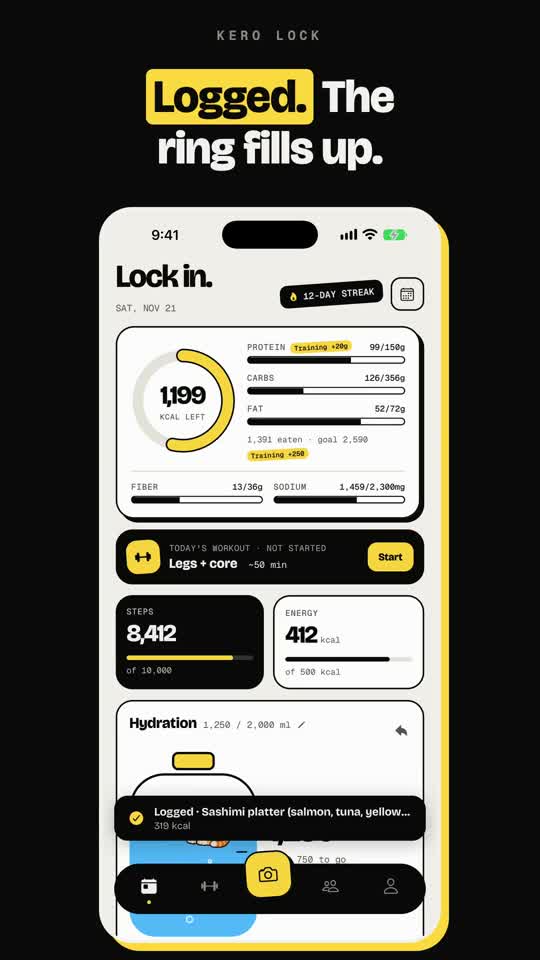 KERO LOCK
Logged. The
ring fills up.
9:41
Lock in.
SAT, NOV 21
12-DAY STREAK
1,199
KCAL LEFT
PROTEIN Training +20g 99/150g
CARBS 126/356g
FAT 52/72g
1,391 eaten · goal 2,590
Training +250
FIBER 13/36g
SODIUM 1,459/2,300mg
TODAY'S WORKOUT · NOT STARTED
Legs + core ~50 min
Start
STEPS
8,412
of 10,000
ENERGY
412 kcal
of 500 kcal
Hydration 1,250 / 2,000 ml
Logged · Sashimi platter (salmon, tuna, yellow...
319 kcal
750 to go